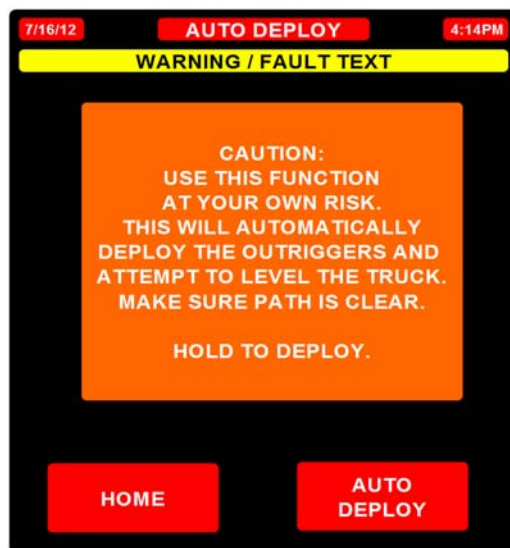 7/16/12 AUTO DEPLOY 4:14PM
WARNING / FAULT TEXT
CAUTION:
USE THIS FUNCTION
AT YOUR OWN RISK.
THIS WILL AUTOMATICALLY
DEPLOY THE OUTRIGGERS AND
ATTEMPT TO LEVEL THE TRUCK.
MAKE SURE PATH IS CLEAR.
HOLD TO DEPLOY.
HOME
AUTO
DEPLOY